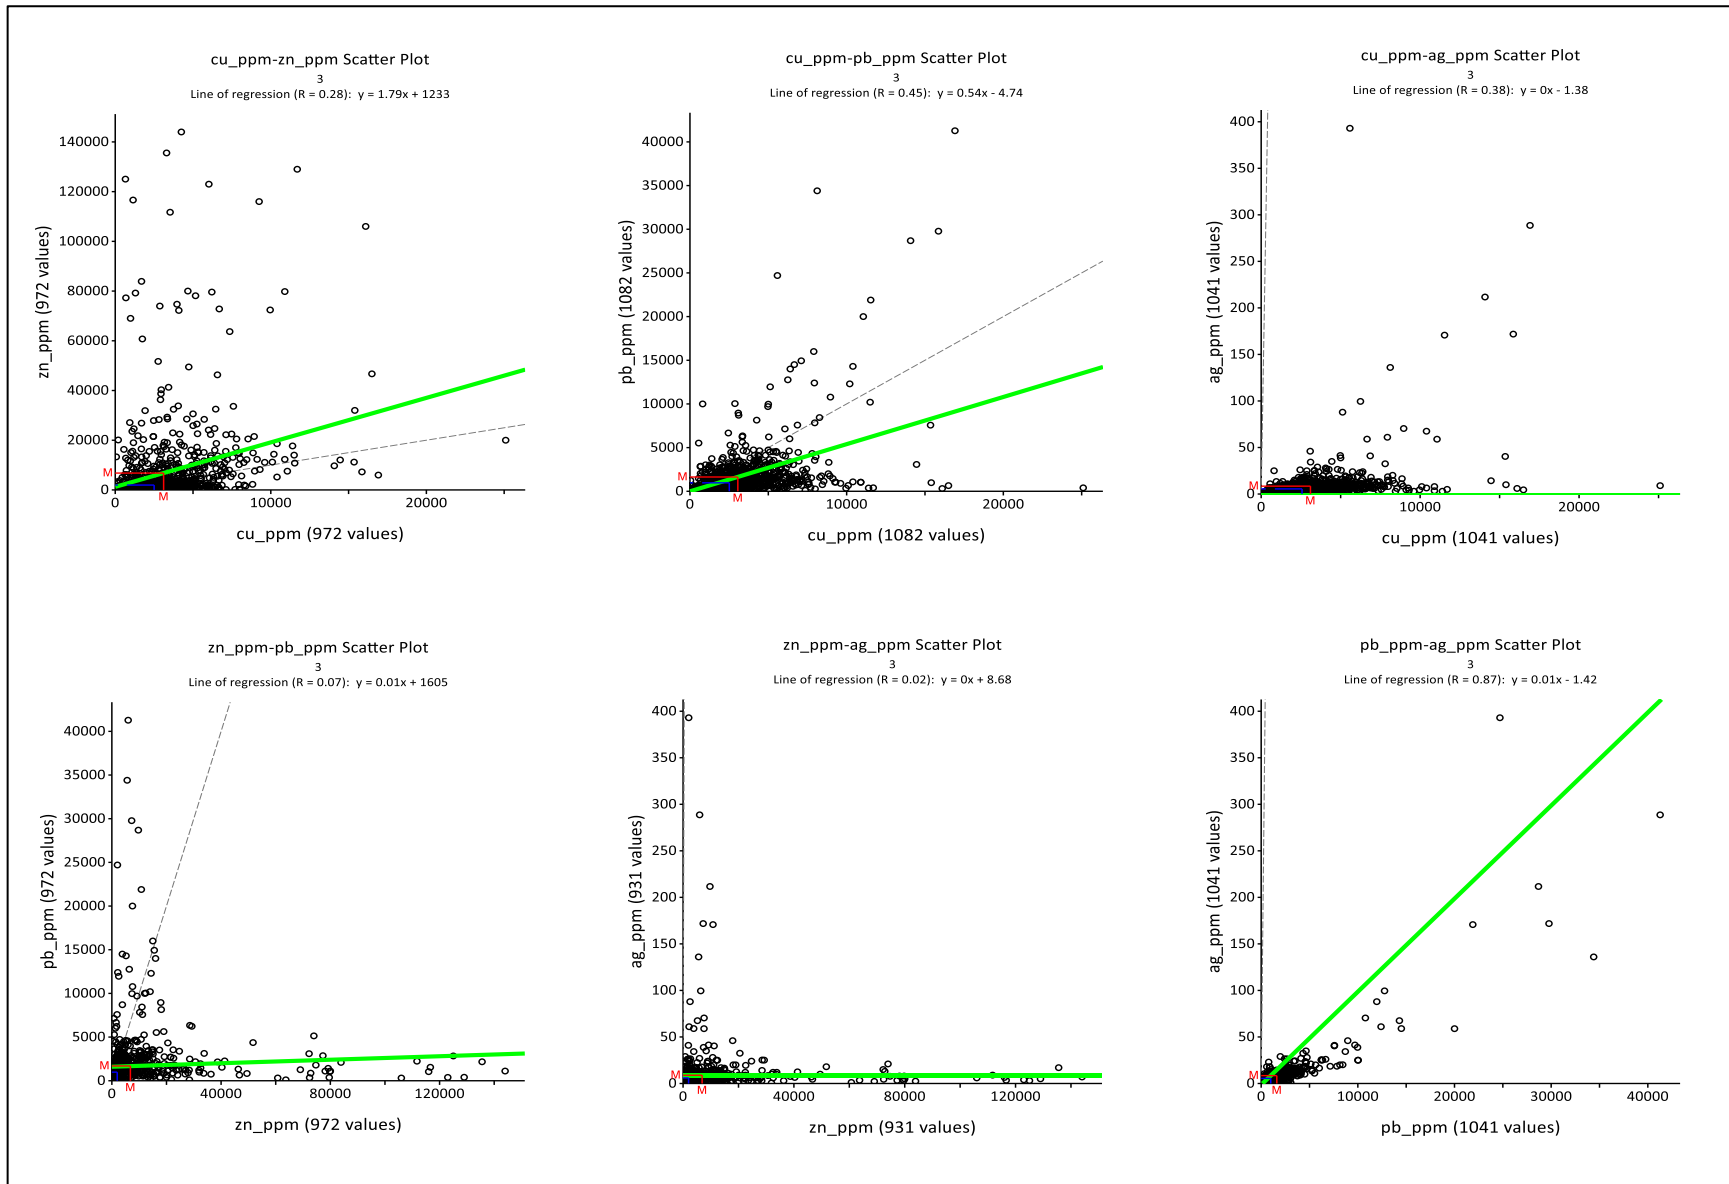 cu_ppm-zn_ppm Scatter Plot
3
Line of regression (R = 0.28):  y = 1.79x + 1233
zn_ppm (972 values)
140000
120000
100000
80000
60000
40000
20000
0
M
M
0
10000
20000
cu_ppm (972 values)
cu_ppm-pb_ppm Scatter Plot
3
Line of regression (R = 0.45):  y = 0.54x - 4.74
pb_ppm (1082 values)
40000
35000
30000
25000
20000
15000
10000
5000
0
M
M
0
10000
20000
cu_ppm (1082 values)
cu_ppm-ag_ppm Scatter Plot
3
Line of regression (R = 0.38):  y = 0x - 1.38
ag_ppm (1041 values)
400
350
300
250
200
150
100
50
0
M
M
0
10000
20000
cu_ppm (1041 values)
zn_ppm-pb_ppm Scatter Plot
3
Line of regression (R = 0.07):  y = 0.01x + 1605
pb_ppm (972 values)
40000
35000
30000
25000
20000
15000
10000
5000
0
M
M
0
40000
80000
120000
zn_ppm (972 values)
zn_ppm-ag_ppm Scatter Plot
3
Line of regression (R = 0.02):  y = 0x + 8.68
ag_ppm (931 values)
400
350
300
250
200
150
100
50
0
M
M
0
40000
80000
120000
zn_ppm (931 values)
pb_ppm-ag_ppm Scatter Plot
3
Line of regression (R = 0.87):  y = 0.01x - 1.42
ag_ppm (1041 values)
400
350
300
250
200
150
100
50
0
M
M
0
10000
20000
30000
40000
pb_ppm (1041 values)